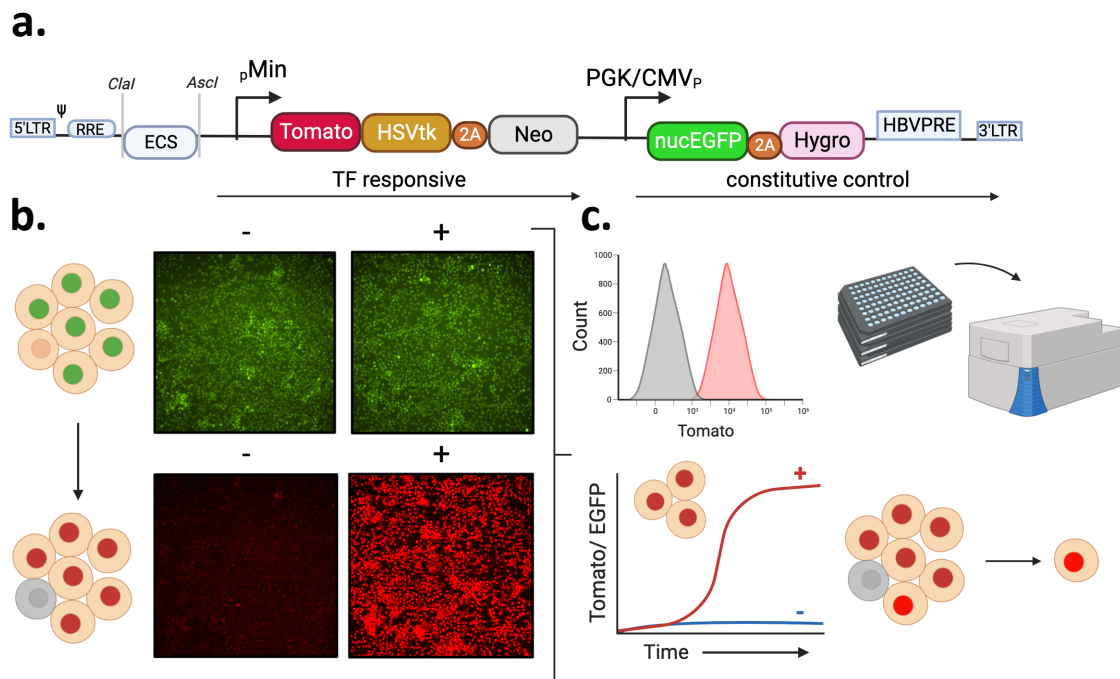 a.
ClaI
AscI
pMin
PGK/CMVP
5'LTR
Ψ
RRE
ECS
Tomato
HSVtk
2A
Neo
nucEGFP
2A
Hygro
HBVPRE
3'LTR
TF responsive
constitutive control
b.
-
+
-
+
c.
1000
800
600
400
200
0
Count
0
10³
10⁴
10⁵
10⁶
Tomato
Tomato/ EGFP
+
-
Time